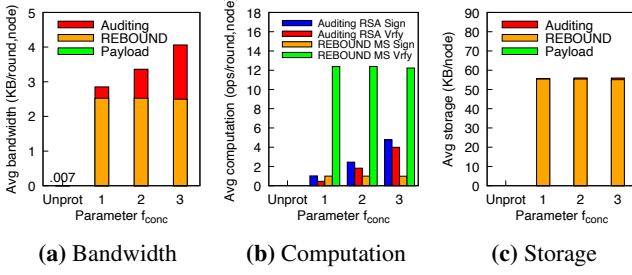 Avg bandwidth (KB/round,node)
5
4
3
2
1
0
Auditing
REBOUND
Payload
.007
Unprot 1 2 3
Parameter f_conc
(a) Bandwidth
Avg computation (ops/round,node)
18
16
14
12
10
8
6
4
2
0
Auditing RSA Sign
Auditing RSA Vrfy
REBOUND MS Sign
REBOUND MS Vrfy
Unprot 1 2 3
Parameter f_conc
(b) Computation
Avg storage (KB/node)
90
80
70
60
50
40
30
20
10
0
Auditing
REBOUND
Payload
Unprot 1 2 3
Parameter f_conc
(c) Storage